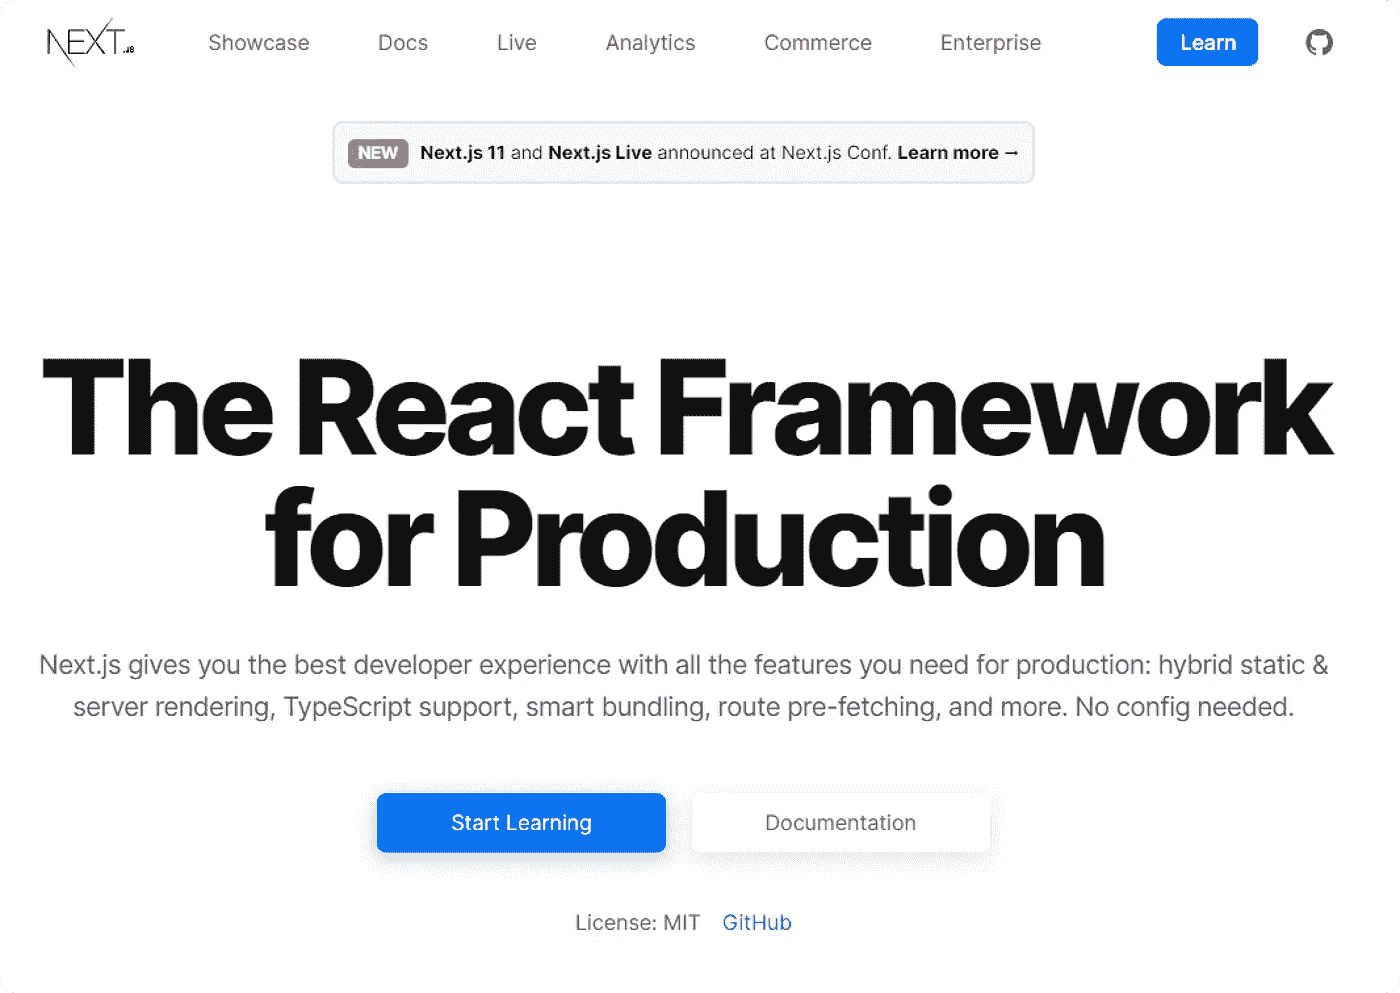 NEXT.JS Showcase Docs Live Analytics Commerce Enterprise Learn
NEW Next.js 11 and Next.js Live announced at Next.js Conf. Learn more →
The React Framework
for Production
Next.js gives you the best developer experience with all the features you need for production: hybrid static &
server rendering, TypeScript support, smart bundling, route pre-fetching, and more. No config needed.
Start Learning Documentation
License: MIT GitHub